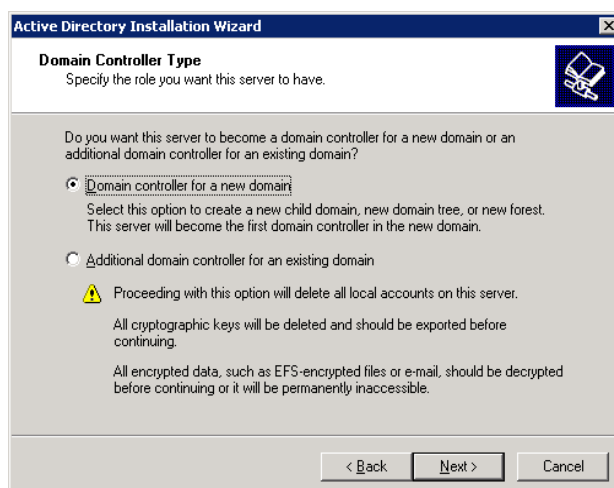 Active Directory Installation Wizard
Domain Controller Type
Specify the role you want this server to have.
Do you want this server to become a domain controller for a new domain or an
additional domain controller for an existing domain?
Domain controller for a new domain
Select this option to create a new child domain, new domain tree, or new forest.
This server will become the first domain controller in the new domain.
Additional domain controller for an existing domain
Proceeding with this option will delete all local accounts on this server.
All cryptographic keys will be deleted and should be exported before
continuing.
All encrypted data, such as EFS-encrypted files or e-mail, should be decrypted
before continuing or it will be permanently inaccessible.
< Back Next > Cancel